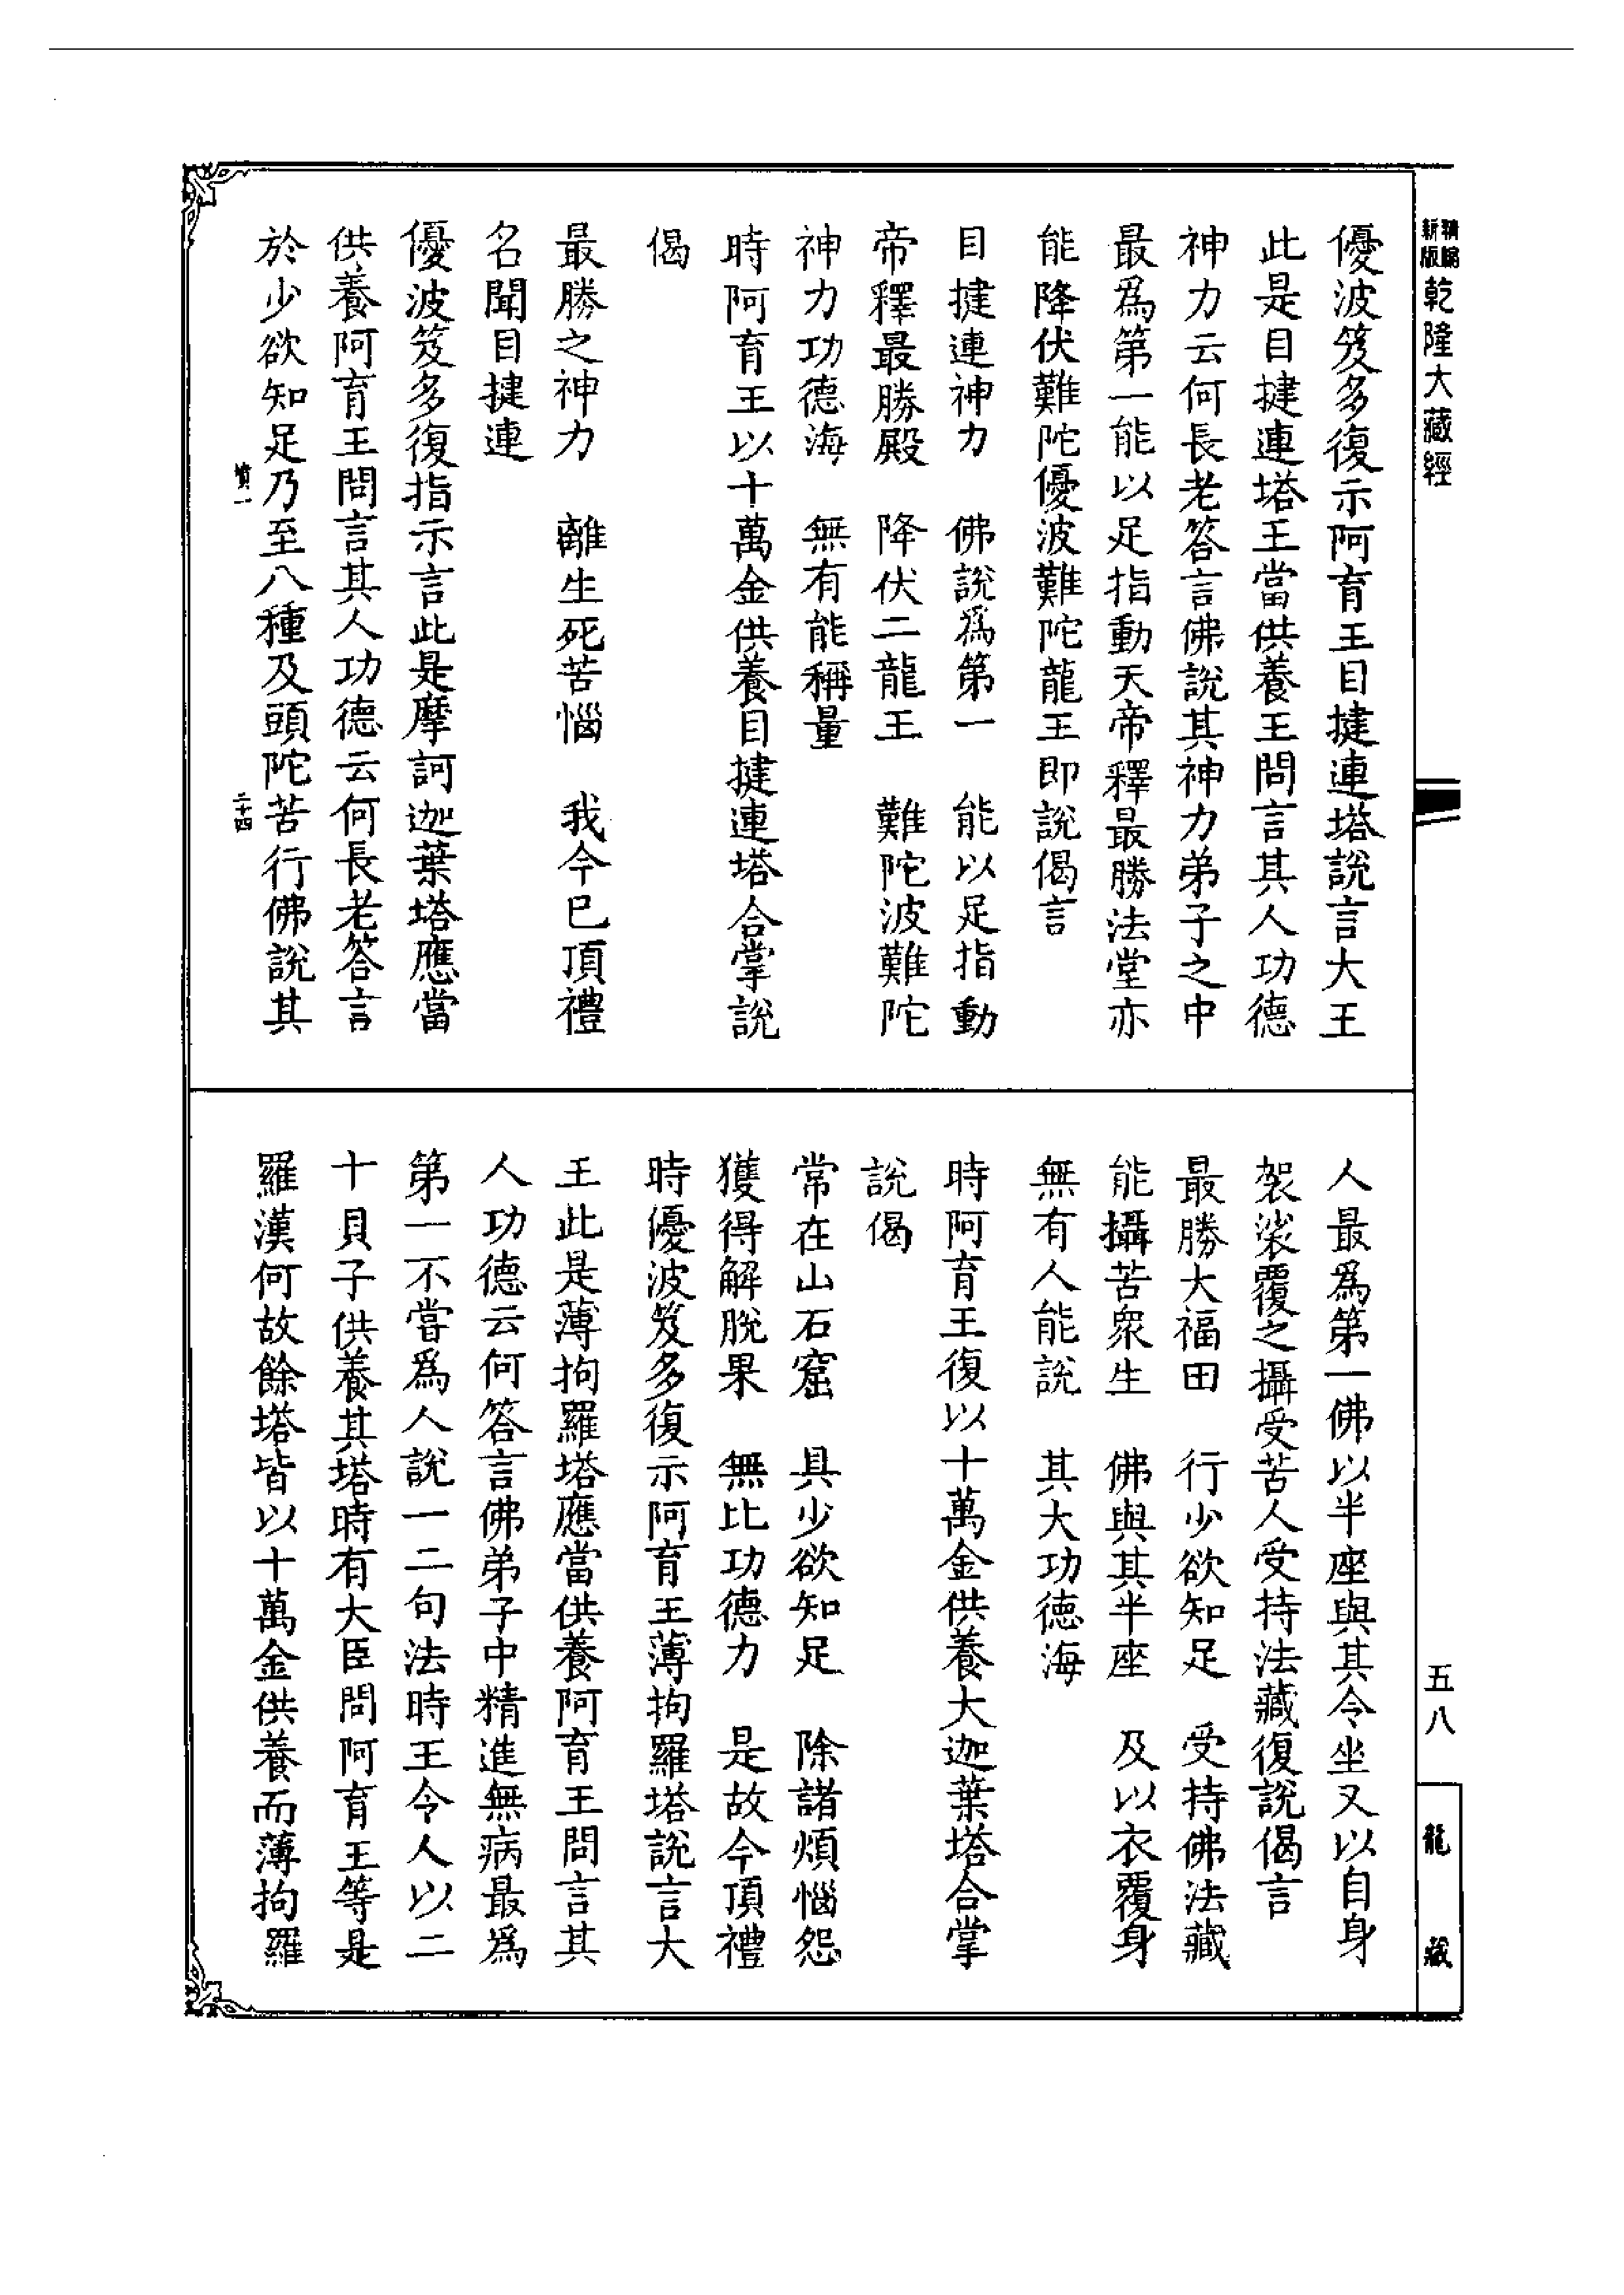 新編
新版
乾隆大藏經
優波笈多復示阿育王目揵連塔說言大王
此是目揵連塔王當供養王問言其人功德
神力云何長老答言佛說其神力弟子之中
最為第一能以足指動天帝釋最勝法堂亦
能降伏難陀優波難陀龍王即說偈言
目揵連神力　佛說為第一　能以足指動
帝釋最勝殿　降伏二龍王　難陀波難陀
神力功德海　無有能稱量
時阿育王以十萬金供養目揵連塔合掌說
偈
最勝之神力　離生死苦惱　我今已頂禮
名聞目揵連
優波笈多復指示言此是摩訶迦葉塔應當
供養阿育王問言其人功德云何長老答言
於少欲知足乃至八種及頭陀苦行佛說其
二十四
人最為第一佛以半座與其令坐又以自身
袈裟覆之攝受苦人受持法藏復說偈言
最勝大福田　行少欲知足　受持佛法藏
能攝苦眾生　佛與其半座　及以衣覆身
無有人能說　其大功德海
時阿育王復以十萬金供養大迦葉塔合掌
說偈
常在山石窟　具少欲知足　除諸煩惱怨
獲得解脫果　無比功德力　是故今頂禮
時優波笈多復示阿育王薄拘羅塔說言大
王此是薄拘羅塔應當供養阿育王問言其
人功德云何答言佛弟子中精進無病最為
第一不嘗為人說一二句法時王令人以二
十貝子供養其塔時有大臣問阿育王等是
羅漢何故餘塔皆以十萬金供養而薄拘羅
五八
龍藏